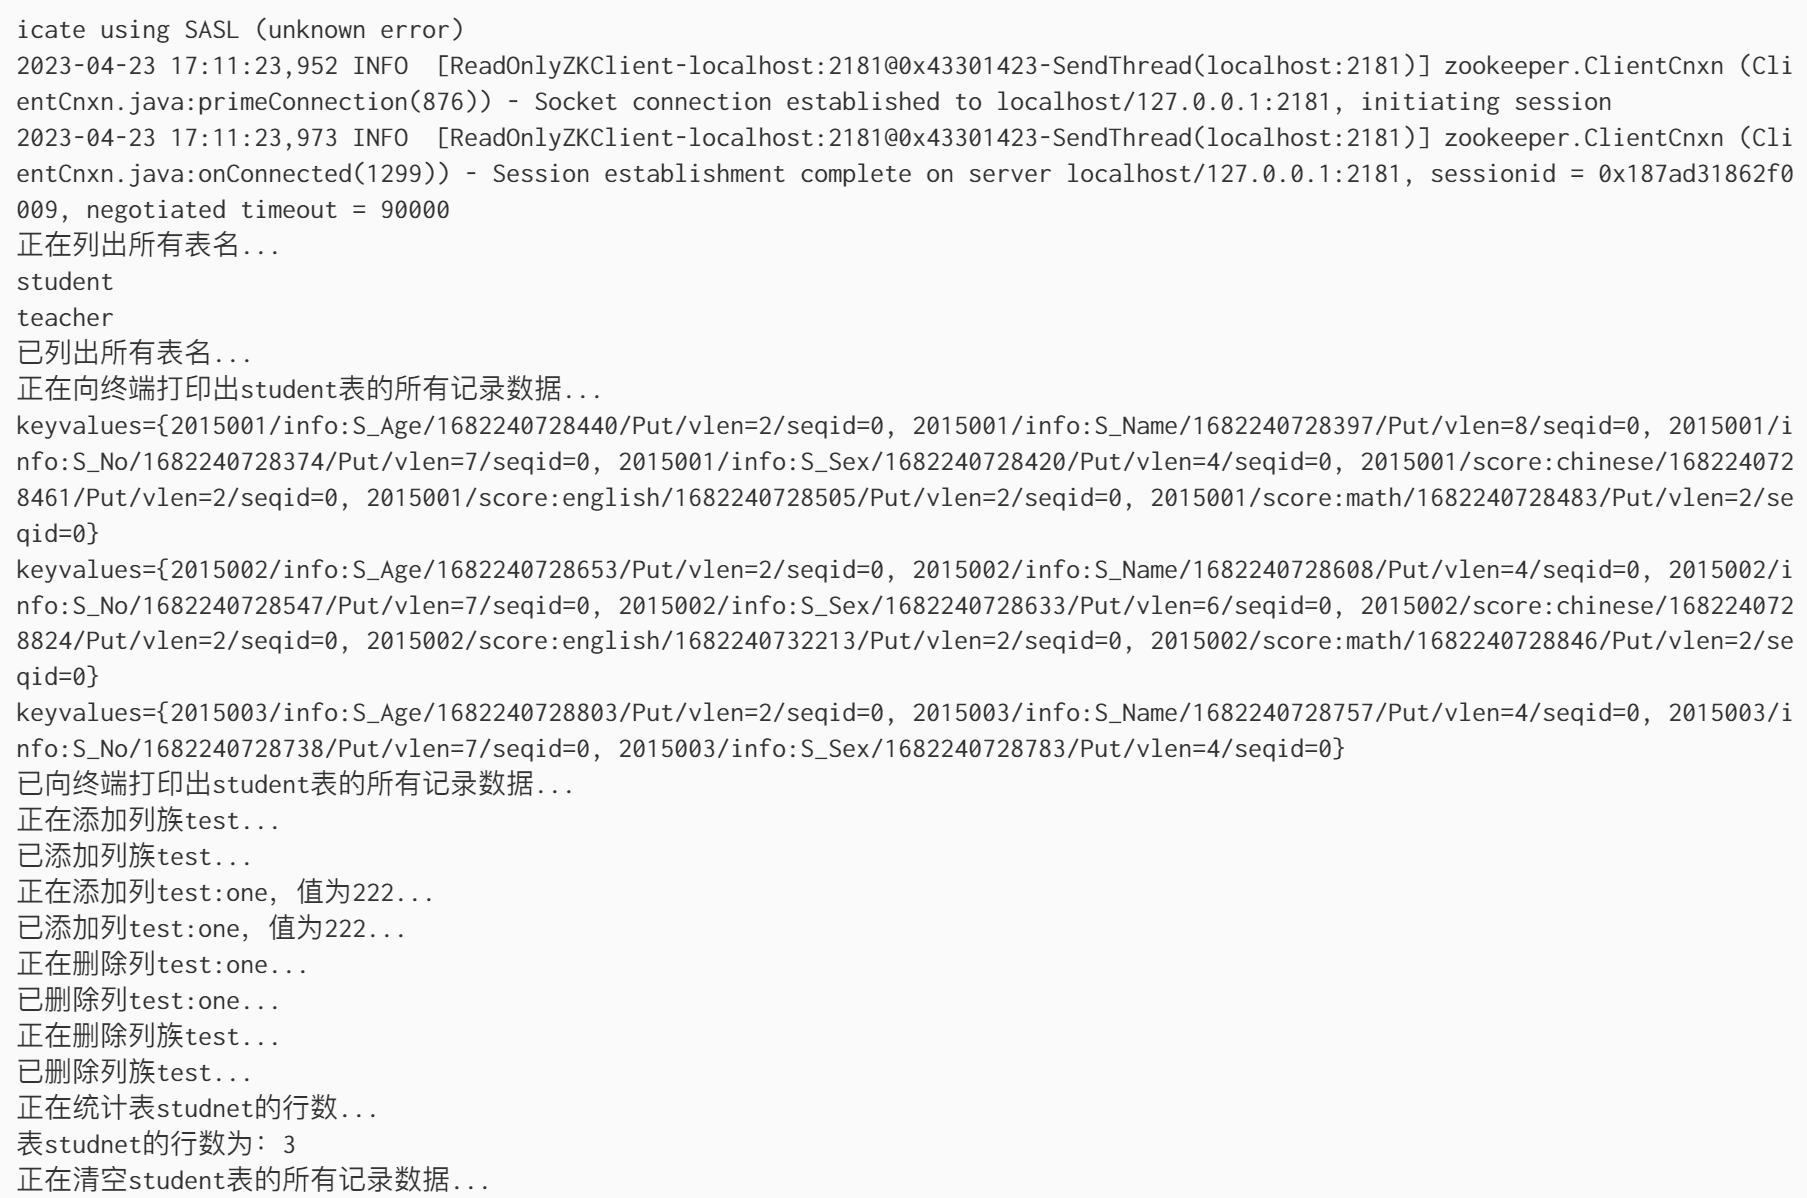 icate using SASL (unknown error)
2023-04-23 17:11:23,952 INFO  [ReadOnlyZKClient-localhost:2181@0x43301423-SendThread(localhost:2181)] zookeeper.ClientCnxn (Cli
entCnxn.java:primeConnection(876)) - Socket connection established to localhost/127.0.0.1:2181, initiating session
2023-04-23 17:11:23,973 INFO  [ReadOnlyZKClient-localhost:2181@0x43301423-SendThread(localhost:2181)] zookeeper.ClientCnxn (Cli
entCnxn.java:onConnected(1299)) - Session establishment complete on server localhost/127.0.0.1:2181, sessionid = 0x187ad31862f0
009, negotiated timeout = 90000
正在列出所有表名...
student
teacher
已列出所有表名...
正在向终端打印出student表的所有记录数据...
keyvalues={2015001/info:S_Age/1682240728440/Put/vlen=2/seqid=0, 2015001/info:S_Name/1682240728397/Put/vlen=8/seqid=0, 2015001/i
nfo:S_No/1682240728374/Put/vlen=7/seqid=0, 2015001/info:S_Sex/1682240728420/Put/vlen=4/seqid=0, 2015001/score:chinese/168224072
8461/Put/vlen=2/seqid=0, 2015001/score:english/1682240728505/Put/vlen=2/seqid=0, 2015001/score:math/1682240728483/Put/vlen=2/se
qid=0}
keyvalues={2015002/info:S_Age/1682240728653/Put/vlen=2/seqid=0, 2015002/info:S_Name/1682240728608/Put/vlen=4/seqid=0, 2015002/i
nfo:S_No/1682240728547/Put/vlen=7/seqid=0, 2015002/info:S_Sex/1682240728633/Put/vlen=6/seqid=0, 2015002/score:chinese/168224072
8824/Put/vlen=2/seqid=0, 2015002/score:english/1682240732213/Put/vlen=2/seqid=0, 2015002/score:math/1682240728846/Put/vlen=2/se
qid=0}
keyvalues={2015003/info:S_Age/1682240728803/Put/vlen=2/seqid=0, 2015003/info:S_Name/1682240728757/Put/vlen=4/seqid=0, 2015003/i
nfo:S_No/1682240728738/Put/vlen=7/seqid=0, 2015003/info:S_Sex/1682240728783/Put/vlen=4/seqid=0}
已向终端打印出student表的所有记录数据...
正在添加列族test...
已添加列族test...
正在添加列test:one, 值为222...
已添加列test:one, 值为222...
正在删除列test:one...
已删除列test:one...
正在删除列族test...
已删除列族test...
正在统计表studnet的行数...
表studnet的行数为: 3
正在清空student表的所有记录数据...